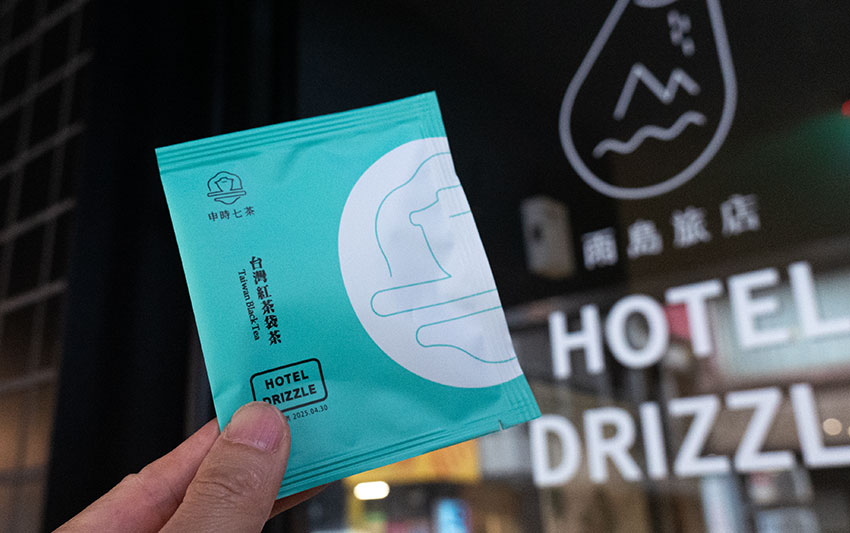 申時七茶
台灣紅茶袋茶
Taiwan Black Tea
HOTEL
DRIZZLE
2025.04.30
雨島旅店
HOTEL
DRIZZL